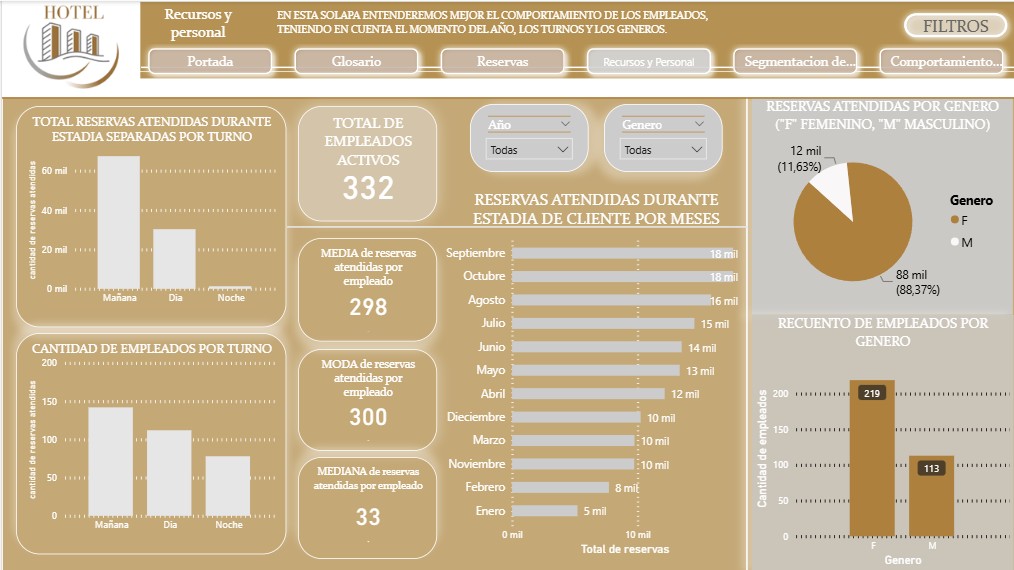 HOTEL
Recursos y
personal
EN ESTA SOLAPA ENTENDEREMOS MEJOR EL COMPORTAMIENTO DE LOS EMPLEADOS,
TENIENDO EN CUENTA EL MOMENTO DEL AÑO, LOS TURNOS Y LOS GENEROS.
FILTROS
Portada
Glosario
Reservas
Recursos y Personal
Segmentacion de...
Comportamiento...
TOTAL RESERVAS ATENDIDAS DURANTE
ESTADIA SEPARADAS POR TURNO
cantidad de reservas atendidas
60 mil
40 mil
20 mil
0 mil
Mañana
Dia
Noche
CANTIDAD DE EMPLEADOS POR TURNO
cantidad de reservas atendidas
200
150
100
50
0
Mañana
Dia
Noche
TOTAL DE
EMPLEADOS
ACTIVOS
332
MEDIA de reservas
atendidas por
empleado
298
MODA de reservas
atendidas por
empleado
300
MEDIANA de reservas
atendidas por empleado
33
Año
Todas
Genero
Todas
RESERVAS ATENDIDAS DURANTE
ESTADIA DE CLIENTE POR MESES
Septiembre 18 mil
Octubre 18 mil
Agosto 16 mil
Julio 15 mil
Junio 14 mil
Mayo 13 mil
Abril 12 mil
Dieciembre 10 mil
Marzo 10 mil
Noviembre 10 mil
Febrero 8 mil
Enero 5 mil
0 mil 10 mil
Total de reservas
RESERVAS ATENDIDAS POR GENERO
("F" FEMENINO, "M" MASCULINO)
12 mil
(11,63%)
88 mil
(88,37%)
Genero
F
M
RECUENTO DE EMPLEADOS POR
GENERO
Cantidad de empleados
200
150
100
50
0
219
113
F
M
Genero